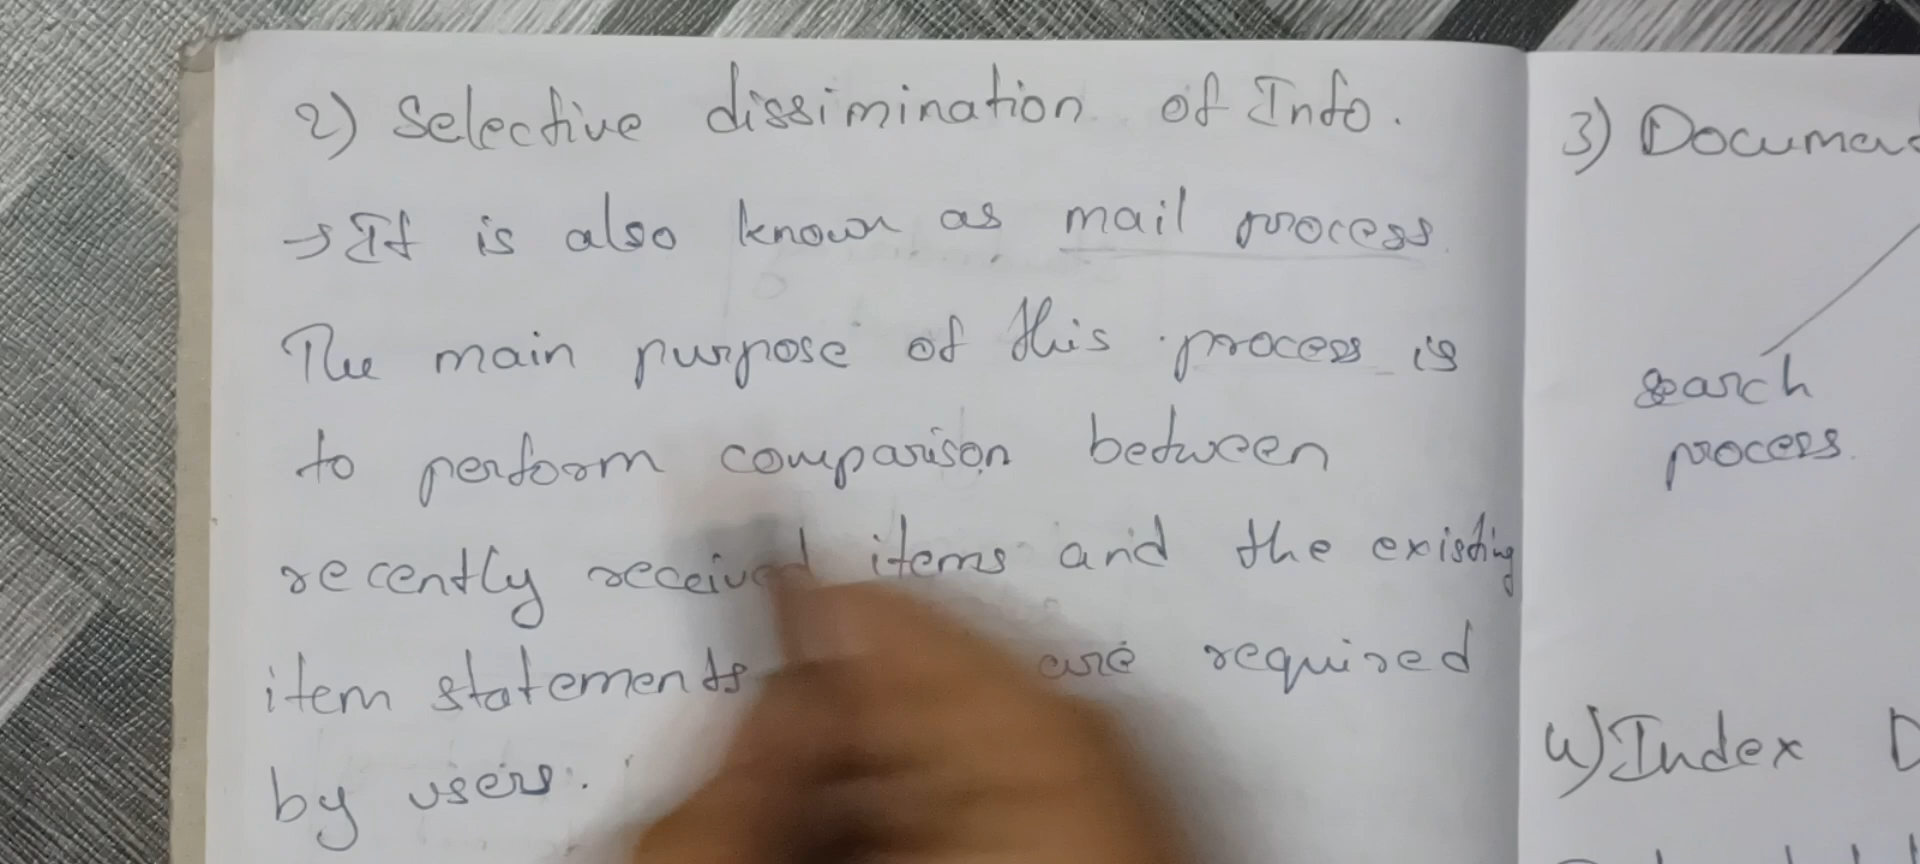 2) Selective dissimination of Info.
→ It is also known as mail process.
The main purpose of this process is
to perform comparison between
recently received items and the existing
item statements are required
by users.
3) Documen
search
process.
4) Index D